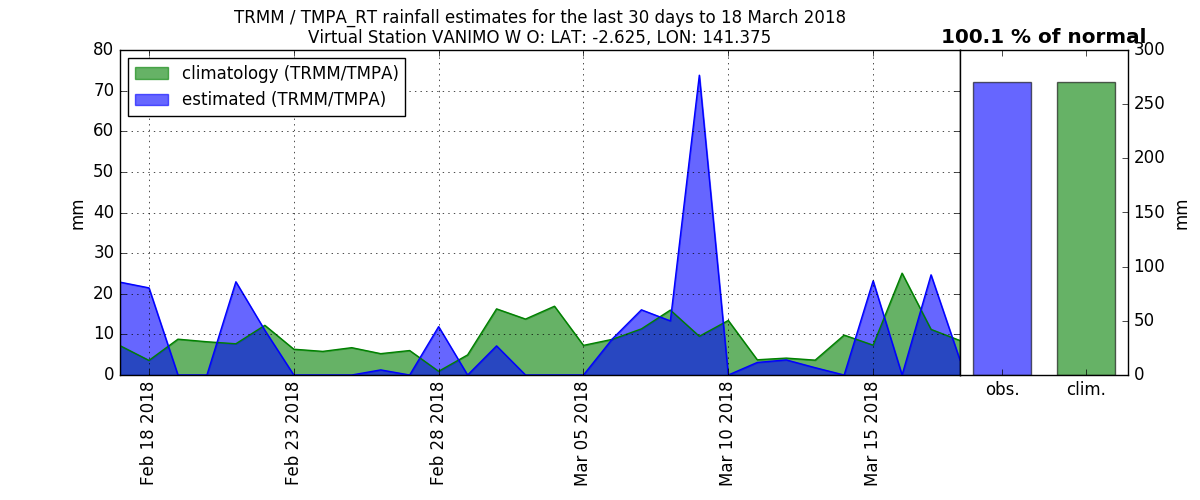 TRMM / TMPA_RT rainfall estimates for the last 30 days to 18 March 2018
Virtual Station VANIMO W O: LAT: -2.625, LON: 141.375
100.1 % of normal
climatology (TRMM/TMPA)
estimated (TRMM/TMPA)
80
70
60
50
40
30
20
10
0
mm
Feb 18 2018
Feb 23 2018
Feb 28 2018
Mar 05 2018
Mar 10 2018
Mar 15 2018
obs.
clim.
300
250
200
150
100
50
0
mm